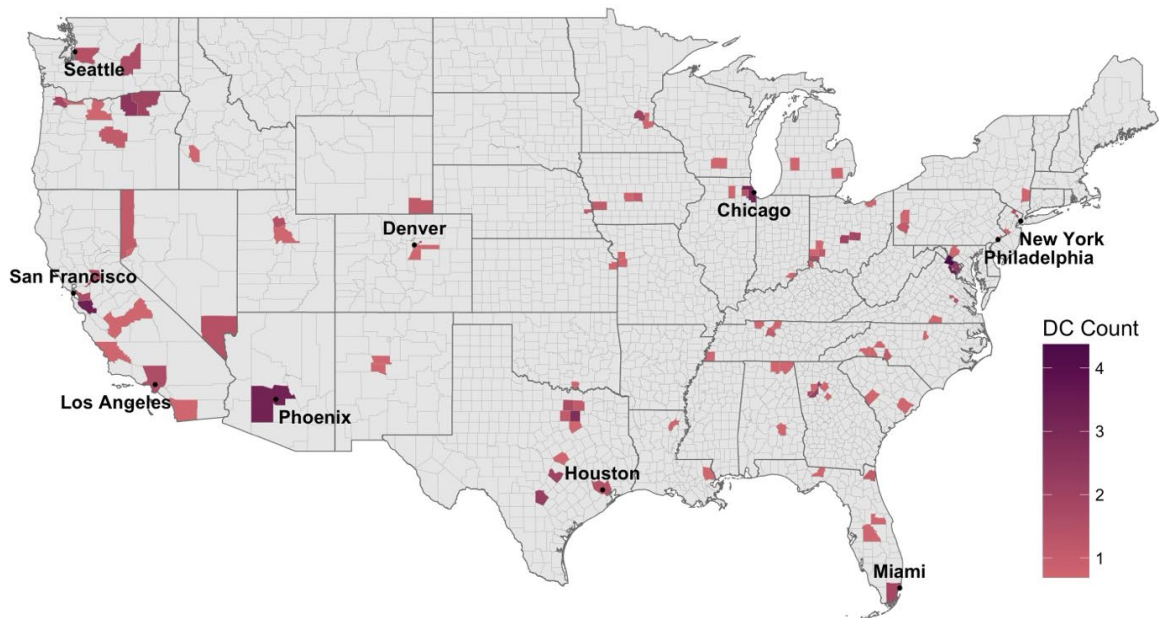 Seattle
Chicago
Denver
New York
Philadelphia
San Francisco
DC Count
4
3
2
1
Los Angeles
Phoenix
Houston
Miami